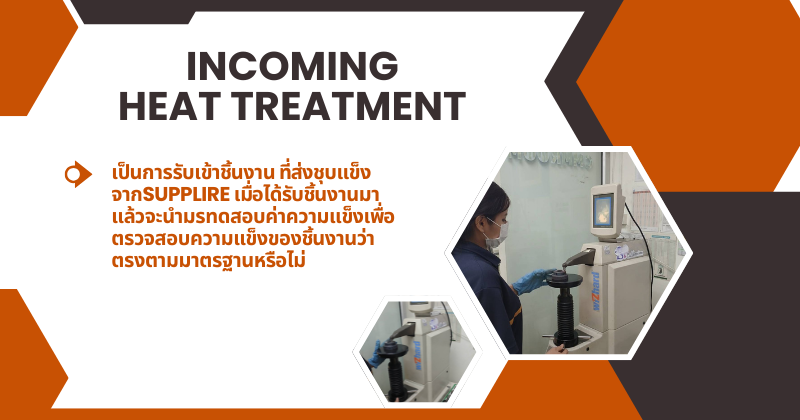 INCOMING
HEAT TREATMENT
เป็นการรับเข้าชิ้นงาน ที่ส่งชุบแข็ง
จากSUPPLIRE เมื่อได้รับชิ้นงานมา
แล้วจะนำมรทดสอบค่าความแข็งเพื่อ
ตรวจสอบความแข็งของชิ้นงานว่า
ตรงตามมาตรฐานหรือไม่
wiZhard
wiZhard